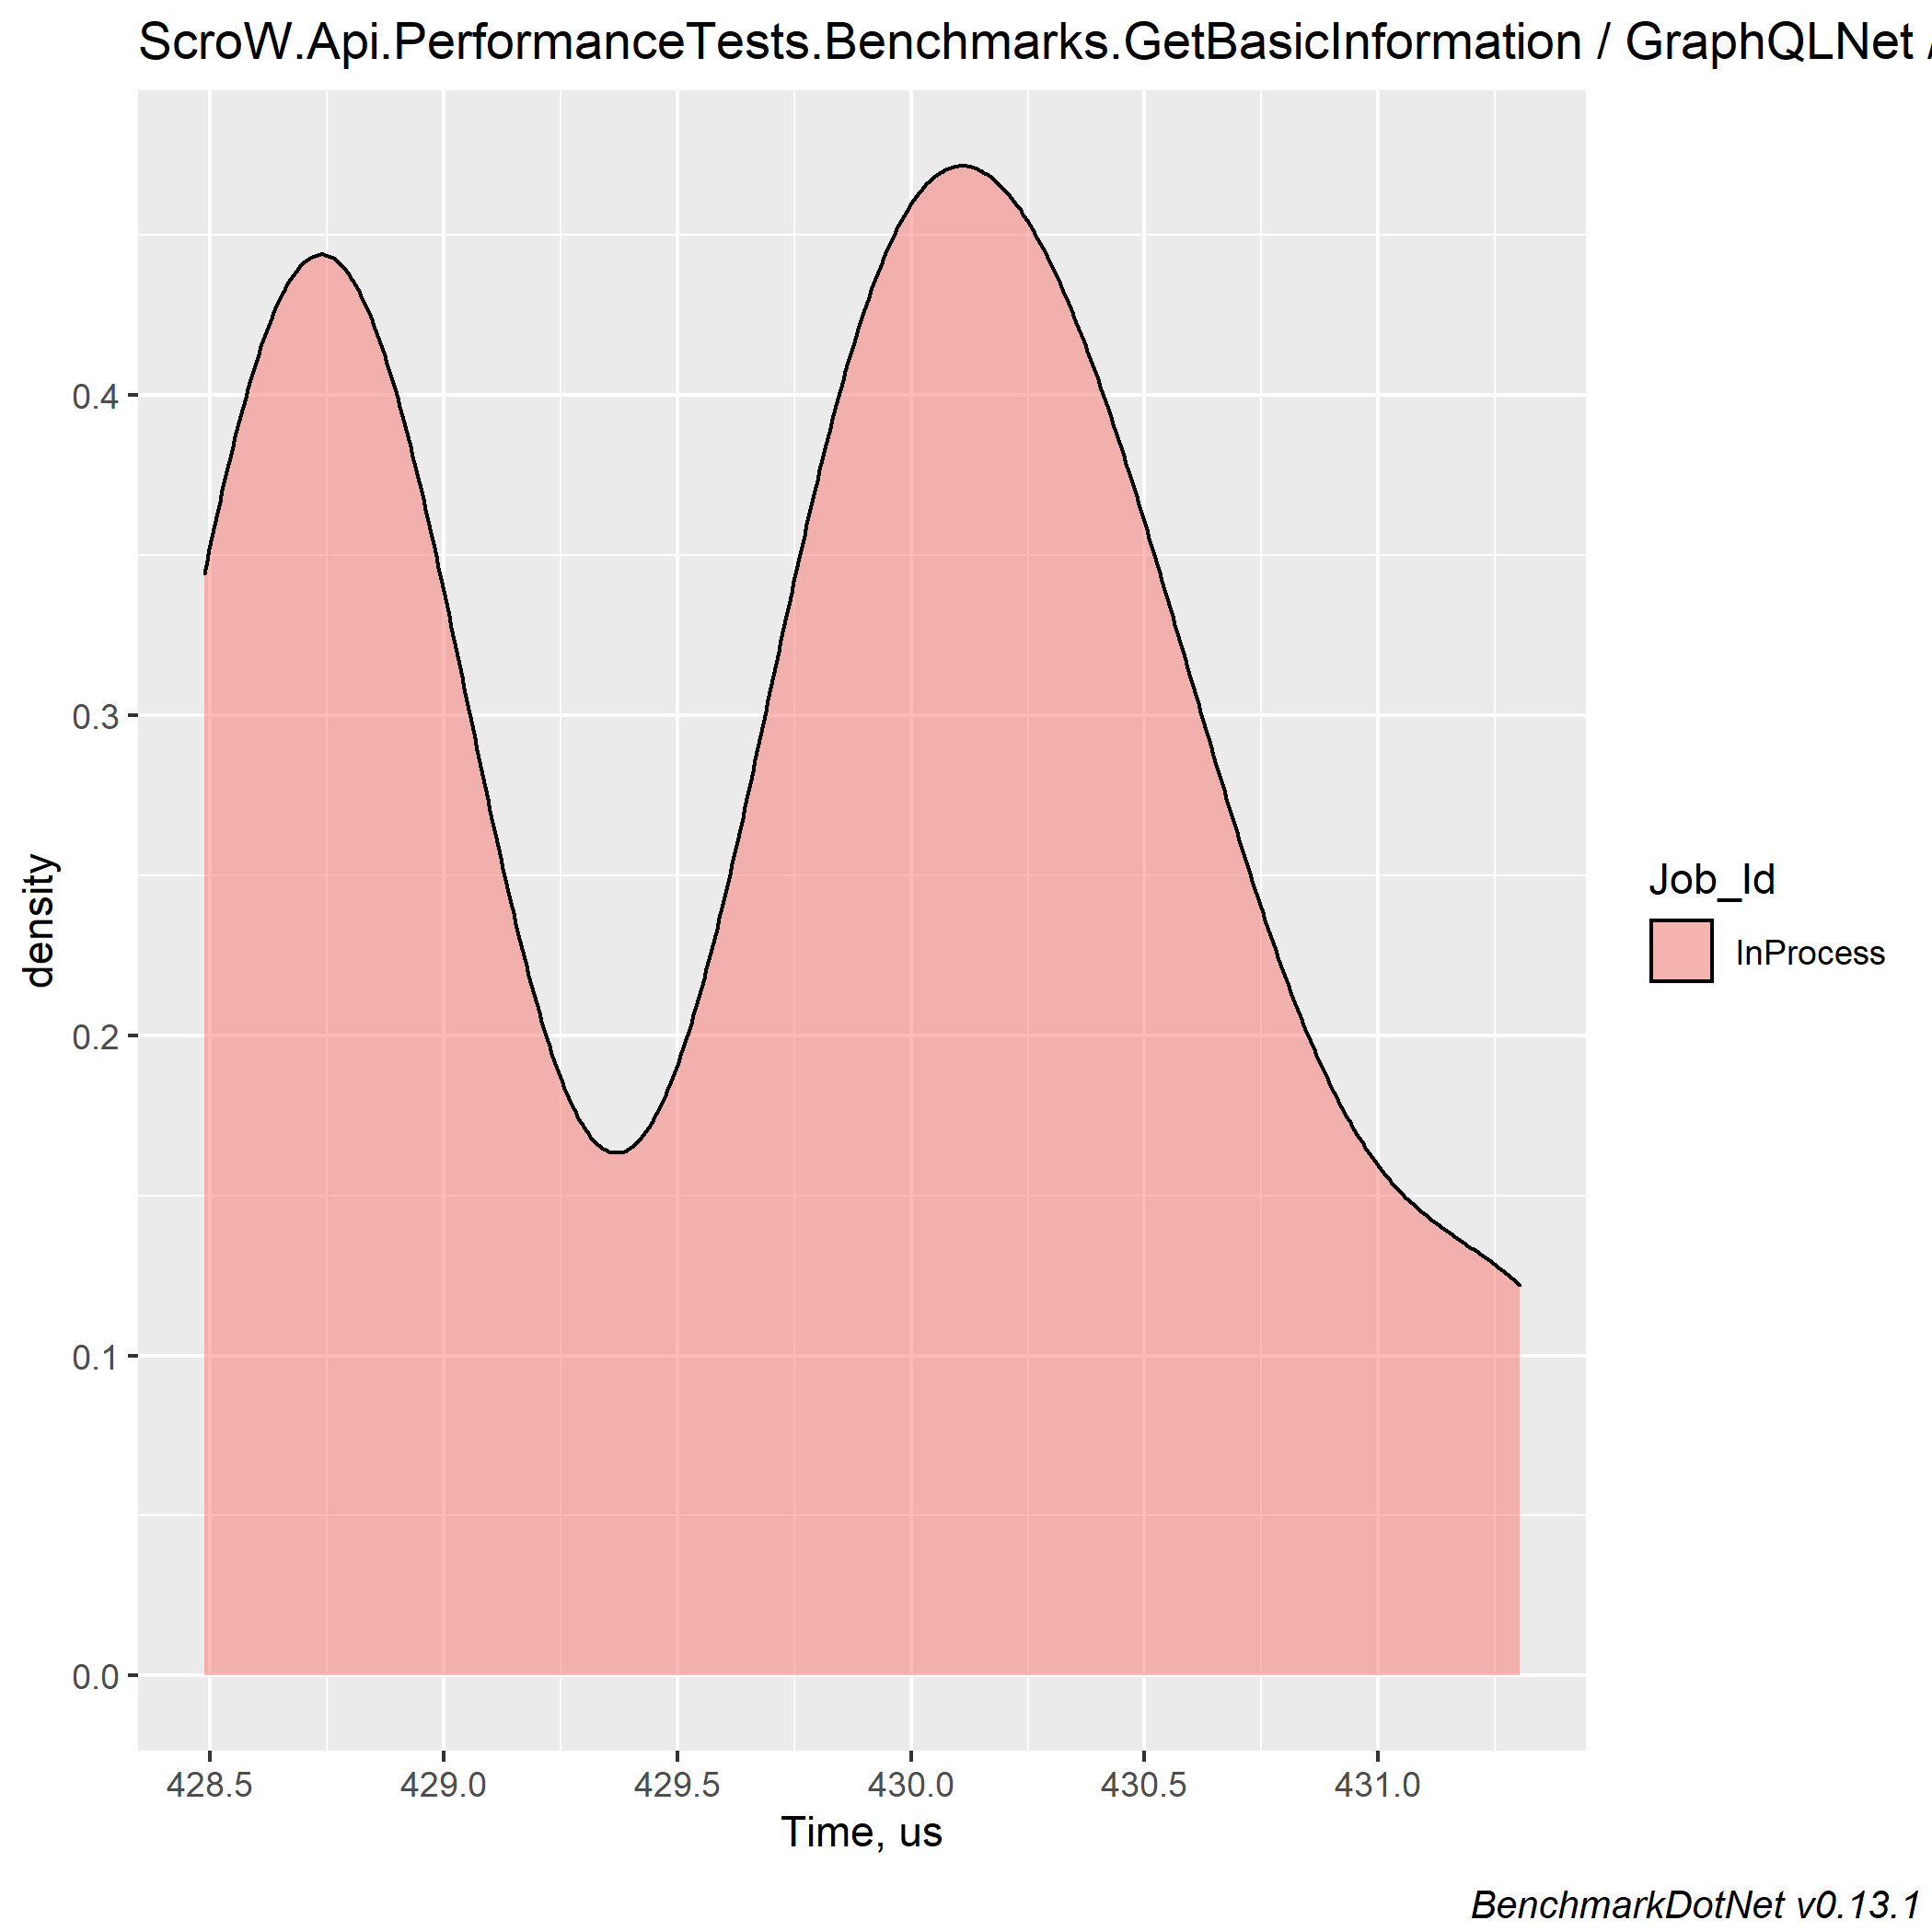 ScroW.Api.PerformanceTests.Benchmarks.GetBasicInformation / GraphQLNet /
0.4
0.3
0.2
0.1
0.0
density
428.5 429.0 429.5 430.0 430.5 431.0
Time, us
Job_Id
InProcess
BenchmarkDotNet v0.13.1